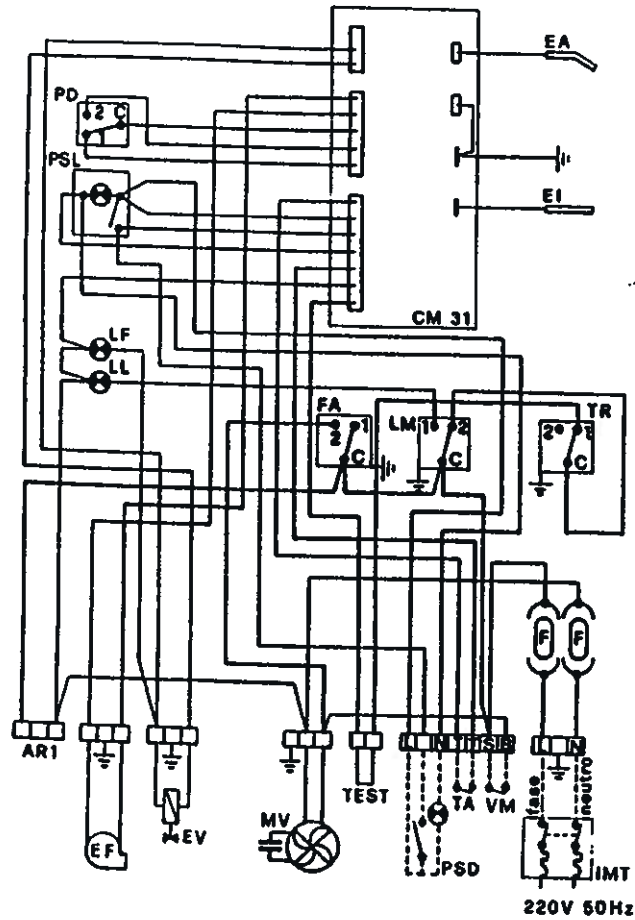 EA
PD
2 C
1
PSL
EI
CM 31
LF
LL
FA
1
2
C
LM 1 2
C
TR
2
C
F F
L N T T S R
L N
AR1
TEST
TA VM
fase
neutro
EV
MV
EF
PSD
IMT
220V 50Hz